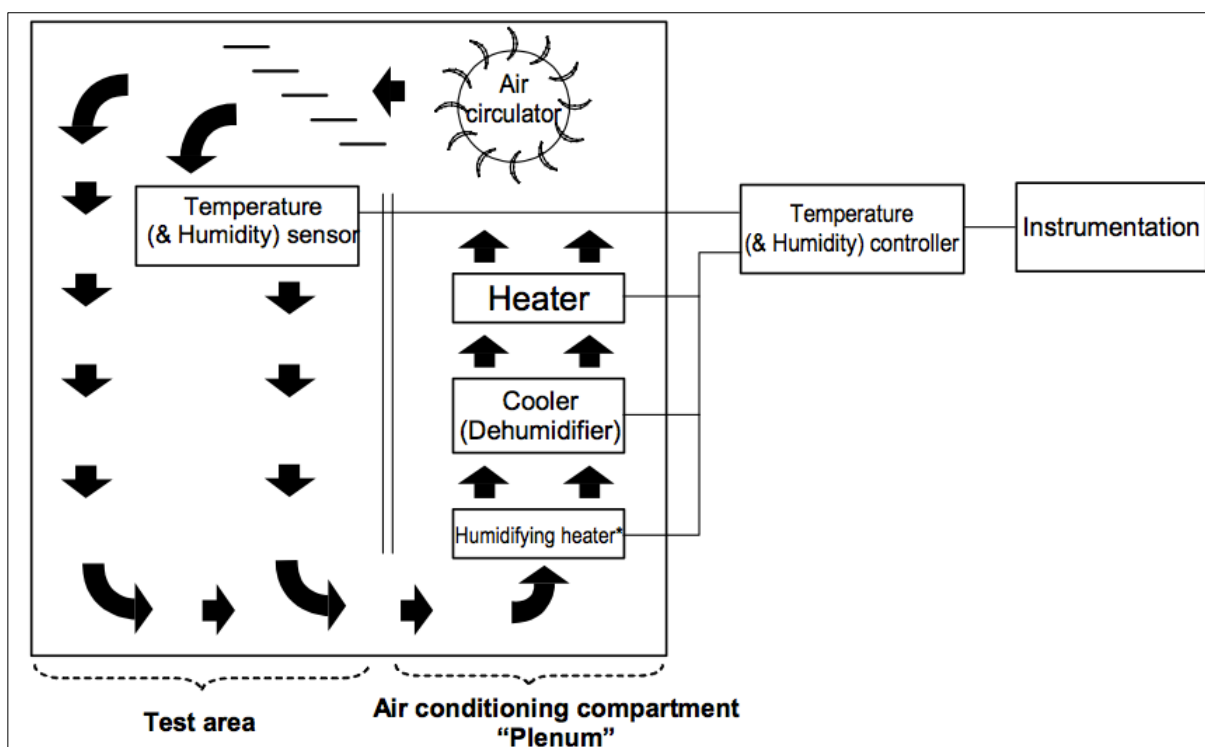 Air
circulator
Temperature
(& Humidity) sensor
Temperature
(& Humidity) controller
Instrumentation
Heater
Cooler
(Dehumidifier)
Humidifying heater*
Test area
Air conditioning compartment
“Plenum”